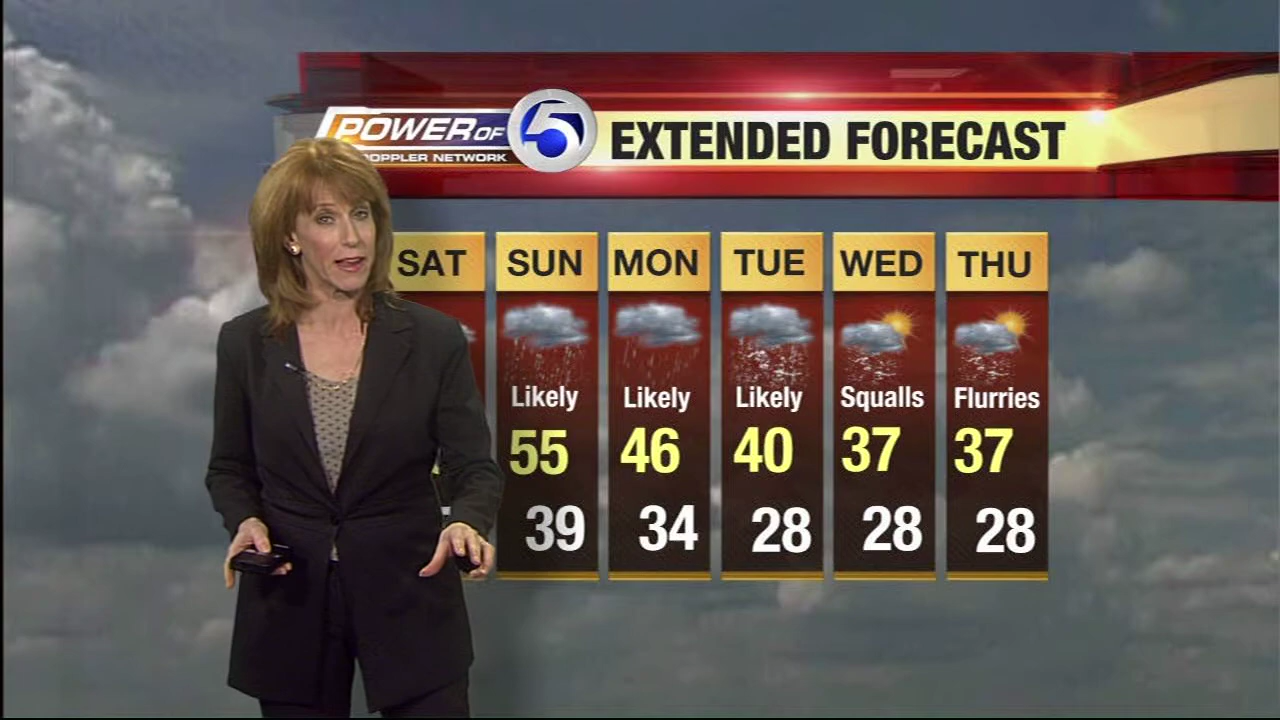 POWER OF 5
DOPPLER NETWORK
EXTENDED FORECAST
SAT SUN MON TUE WED THU
Likely Likely Likely Squalls Flurries
55 46 40 37 37
39 34 28 28 28